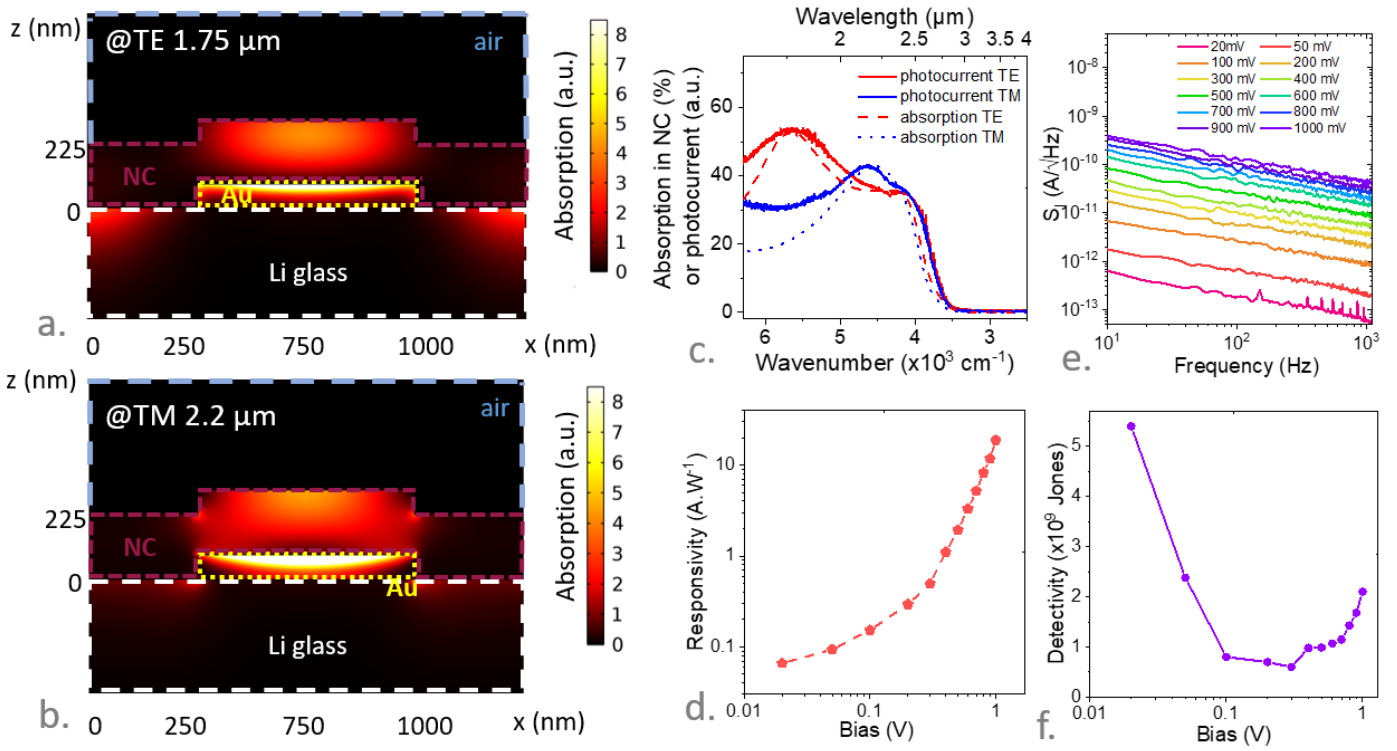 z (nm)
@TE 1.75 µm
air
225
NC
Au
0
Li glass
a.
0
250
750
1000
x (nm)
Absorption (a.u.)
8
7
6
5
4
3
2
1
0
z (nm)
@TM 2.2 µm
air
225
NC
0
Au
Li glass
b.
0
250
750
1000
x (nm)
Absorption (a.u.)
8
7
6
5
4
3
2
1
0
Wavelength (µm)
2
2.4
2.8
3.2
3.6
4
Absorption in NC (%)
or photocurrent (a.u.)
60
40
20
0
photocurrent TE
photocurrent TM
absorption TE
absorption TM
6
5
4
3
c.
Wavenumber (x10³ cm⁻¹)
Responsivity (A.W⁻¹)
10
1
0.1
0.01
0.1
1
d.
Bias (V)
20mV
50 mV
100 mV
200 mV
300 mV
400 mV
500 mV
600 mV
700 mV
800 mV
900 mV
1000 mV
S_I (A/√Hz)
10⁻⁸
10⁻⁹
10⁻¹⁰
10⁻¹¹
10⁻¹²
10⁻¹³
10¹
10²
10³
e.
Frequency (Hz)
Detectivity (x10⁹ Jones)
5
4
3
2
1
0
0.01
0.1
1
f.
Bias (V)